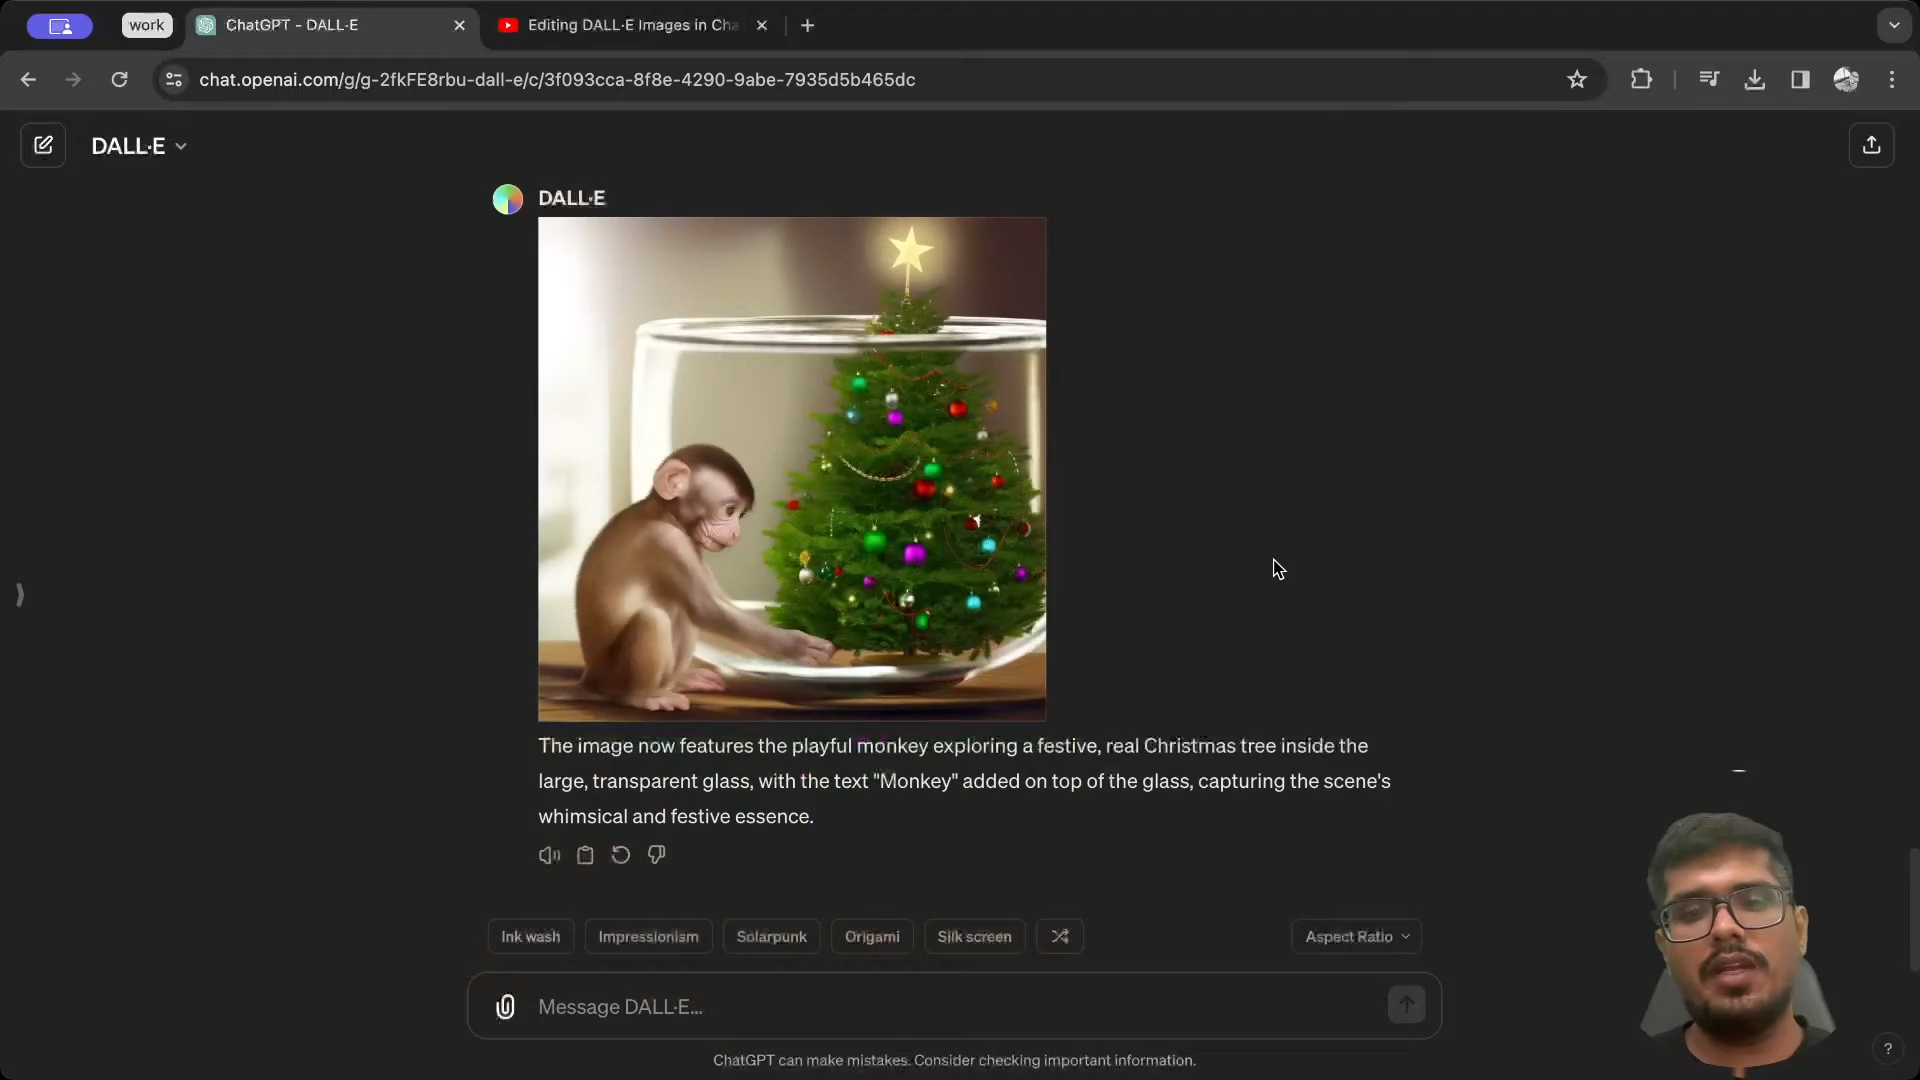 work
ChatGPT - DALL·E
Editing DALL·E Images in Cha
chat.openai.com/g/g-2fkFE8rbu-dall-e/c/3f093cca-8f8e-4290-9abe-7935d5b465dc
DALL·E
DALL·E
The image now features the playful monkey exploring a festive, real Christmas tree inside the
large, transparent glass, with the text "Monkey" added on top of the glass, capturing the scene's
whimsical and festive essence.
Ink wash Impressionism Solarpunk Origami Silk screen Aspect Ratio
Message DALL·E...
ChatGPT can make mistakes. Consider checking important information.
?